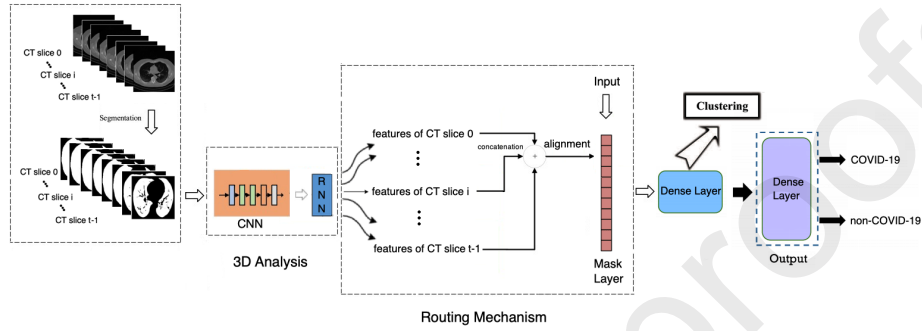 CT slice 0
CT slice i
CT slice t-1
Segmentation
CT slice 0
CT slice i
CT slice t-1
CNN
R
N
N
3D Analysis
features of CT slice 0
features of CT slice i
features of CT slice t-1
concatenation
+
alignment
Input
Mask
Layer
Routing Mechanism
Clustering
Dense Layer
Dense
Layer
Output
COVID-19
non-COVID-19
proof